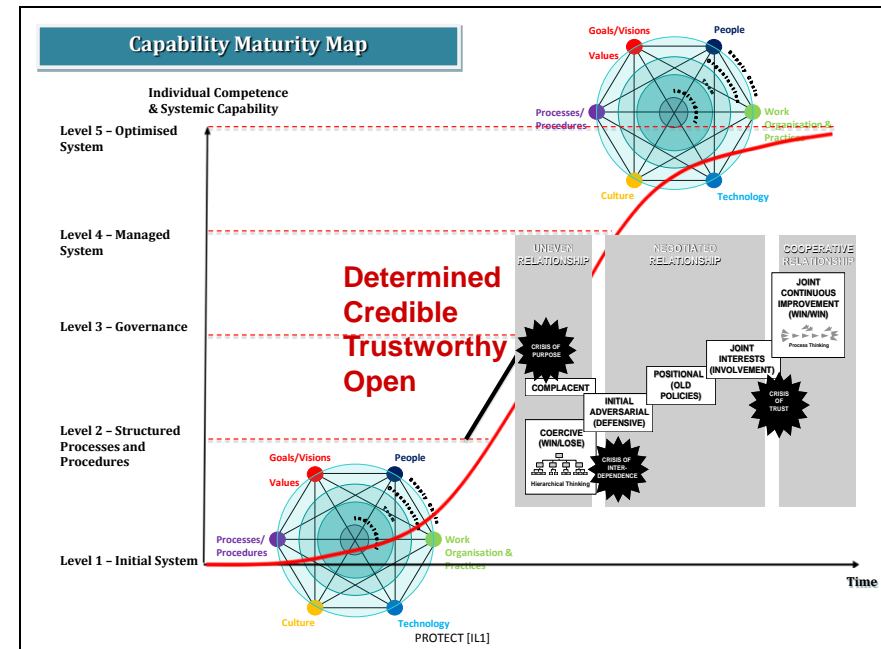 Capability Maturity Map
Individual Competence
& Systemic Capability
Level 5 – Optimised
System
Level 4 – Managed
System
Level 3 – Governance
Level 2 – Structured
Processes and
Procedures
Level 1 – Initial System
Time
Goals/Visions
Values
People
Processes/
Procedures
Work
Organisation &
Practices
Culture
Technology
Determined
Credible
Trustworthy
Open
UNEVEN
RELATIONSHIP
NEGOTIATED
RELATIONSHIP
COOPERATIVE
RELATIONSHIP
CRISIS OF
PURPOSE
COMPLACENT
COERCIVE
(WIN/LOSE)
Hierarchical Thinking
INITIAL
ADVERSARIAL
(DEFENSIVE)
CRISIS OF
INTER-
DEPENDENCE
POSITIONAL
(OLD
POLICIES)
JOINT
INTERESTS
(INVOLVEMENT)
CRISIS
OF
TRUST
JOINT
CONTINUOUS
IMPROVEMENT
(WIN/WIN)
Process Thinking
Goals/Visions
Values
People
Processes/
Procedures
Work
Organisation &
Practices
Culture
Technology
PROTECT [IL1]